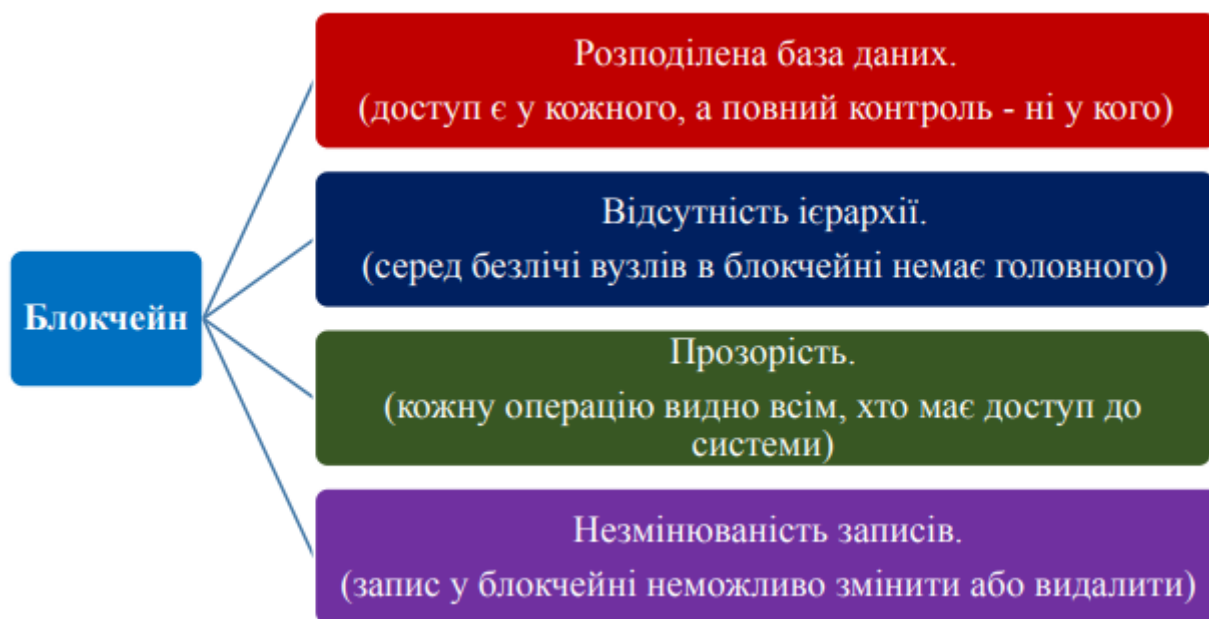 Розподілена база даних.
(доступ є у кожного, а повний контроль - ні у кого)
Відсутність ієрархії.
(серед безлічі вузлів в блокчейні немає головного)
Блокчейн
Прозорість.
(кожну операцію видно всім, хто має доступ до
системи)
Незмінюваність записів.
(запис у блокчейні неможливо змінити або видалити)